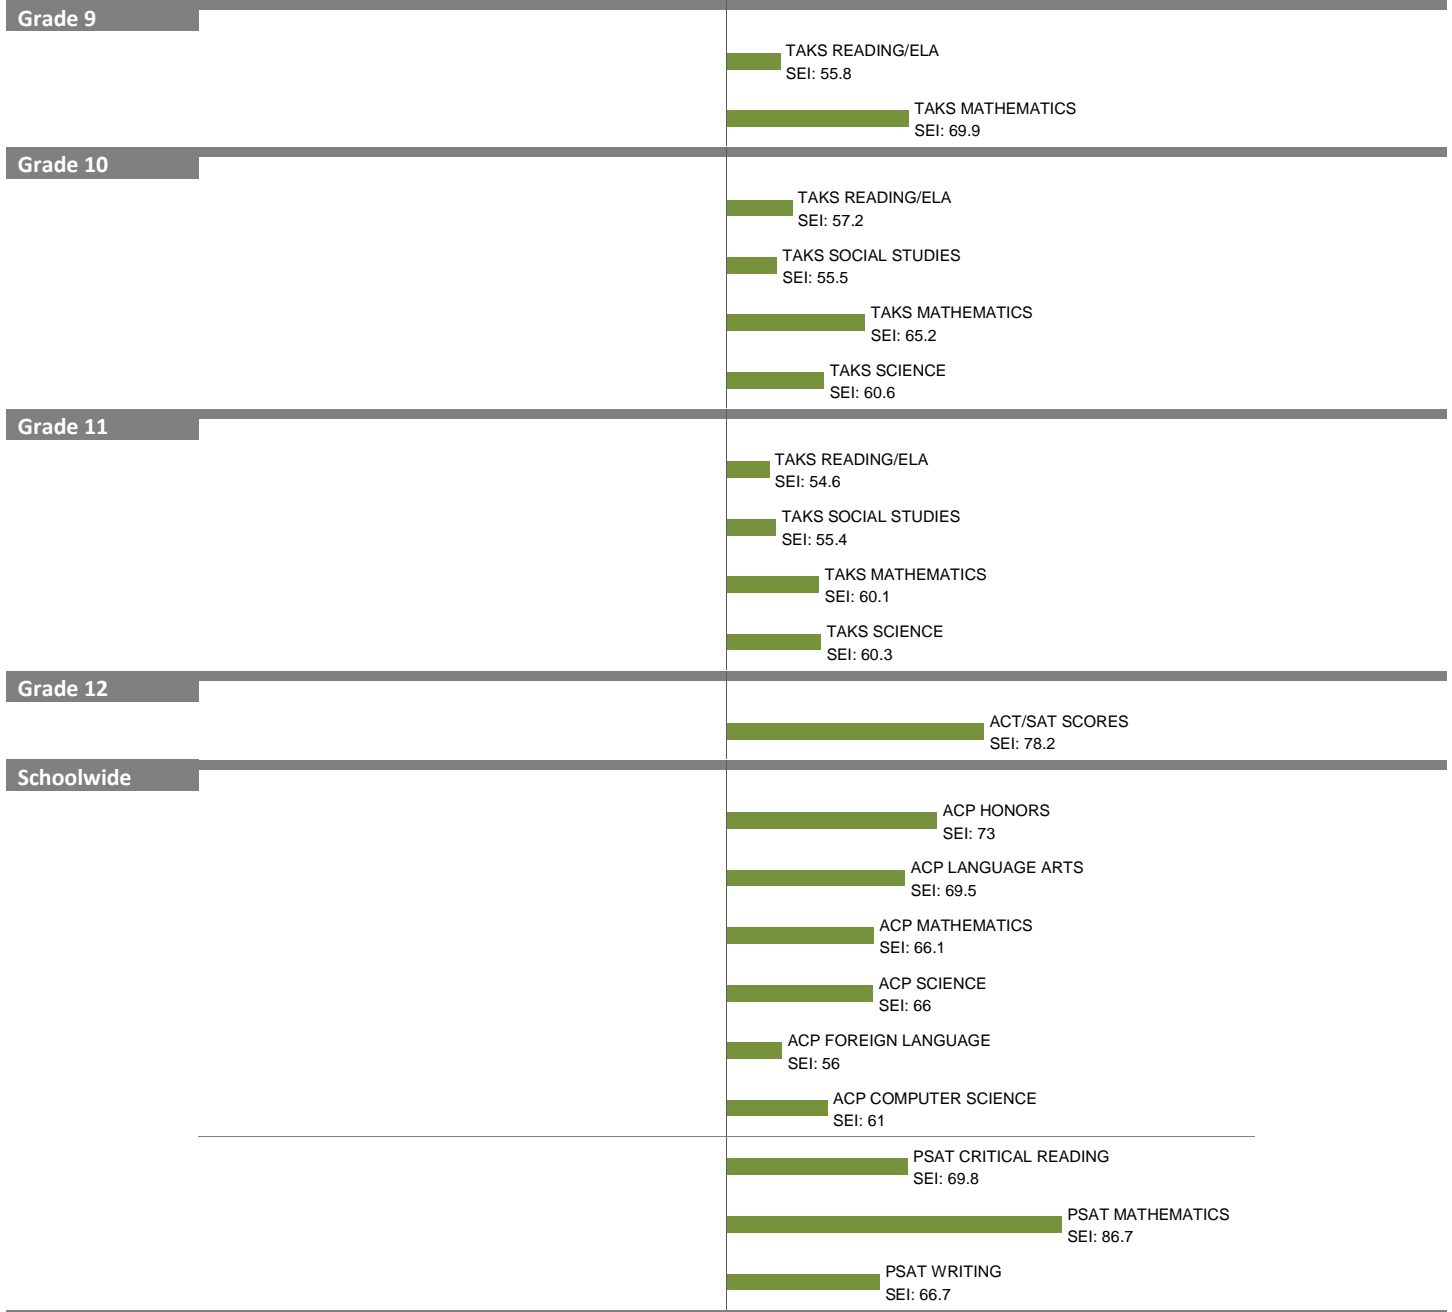 Grade 9
TAKS READING/ELA
SEI: 55.8
TAKS MATHEMATICS
SEI: 69.9
Grade 10
TAKS READING/ELA
SEI: 57.2
TAKS SOCIAL STUDIES
SEI: 55.5
TAKS MATHEMATICS
SEI: 65.2
TAKS SCIENCE
SEI: 60.6
Grade 11
TAKS READING/ELA
SEI: 54.6
TAKS SOCIAL STUDIES
SEI: 55.4
TAKS MATHEMATICS
SEI: 60.1
TAKS SCIENCE
SEI: 60.3
Grade 12
ACT/SAT SCORES
SEI: 78.2
Schoolwide
ACP HONORS
SEI: 73
ACP LANGUAGE ARTS
SEI: 69.5
ACP MATHEMATICS
SEI: 66.1
ACP SCIENCE
SEI: 66
ACP FOREIGN LANGUAGE
SEI: 56
ACP COMPUTER SCIENCE
SEI: 61
PSAT CRITICAL READING
SEI: 69.8
PSAT MATHEMATICS
SEI: 86.7
PSAT WRITING
SEI: 66.7